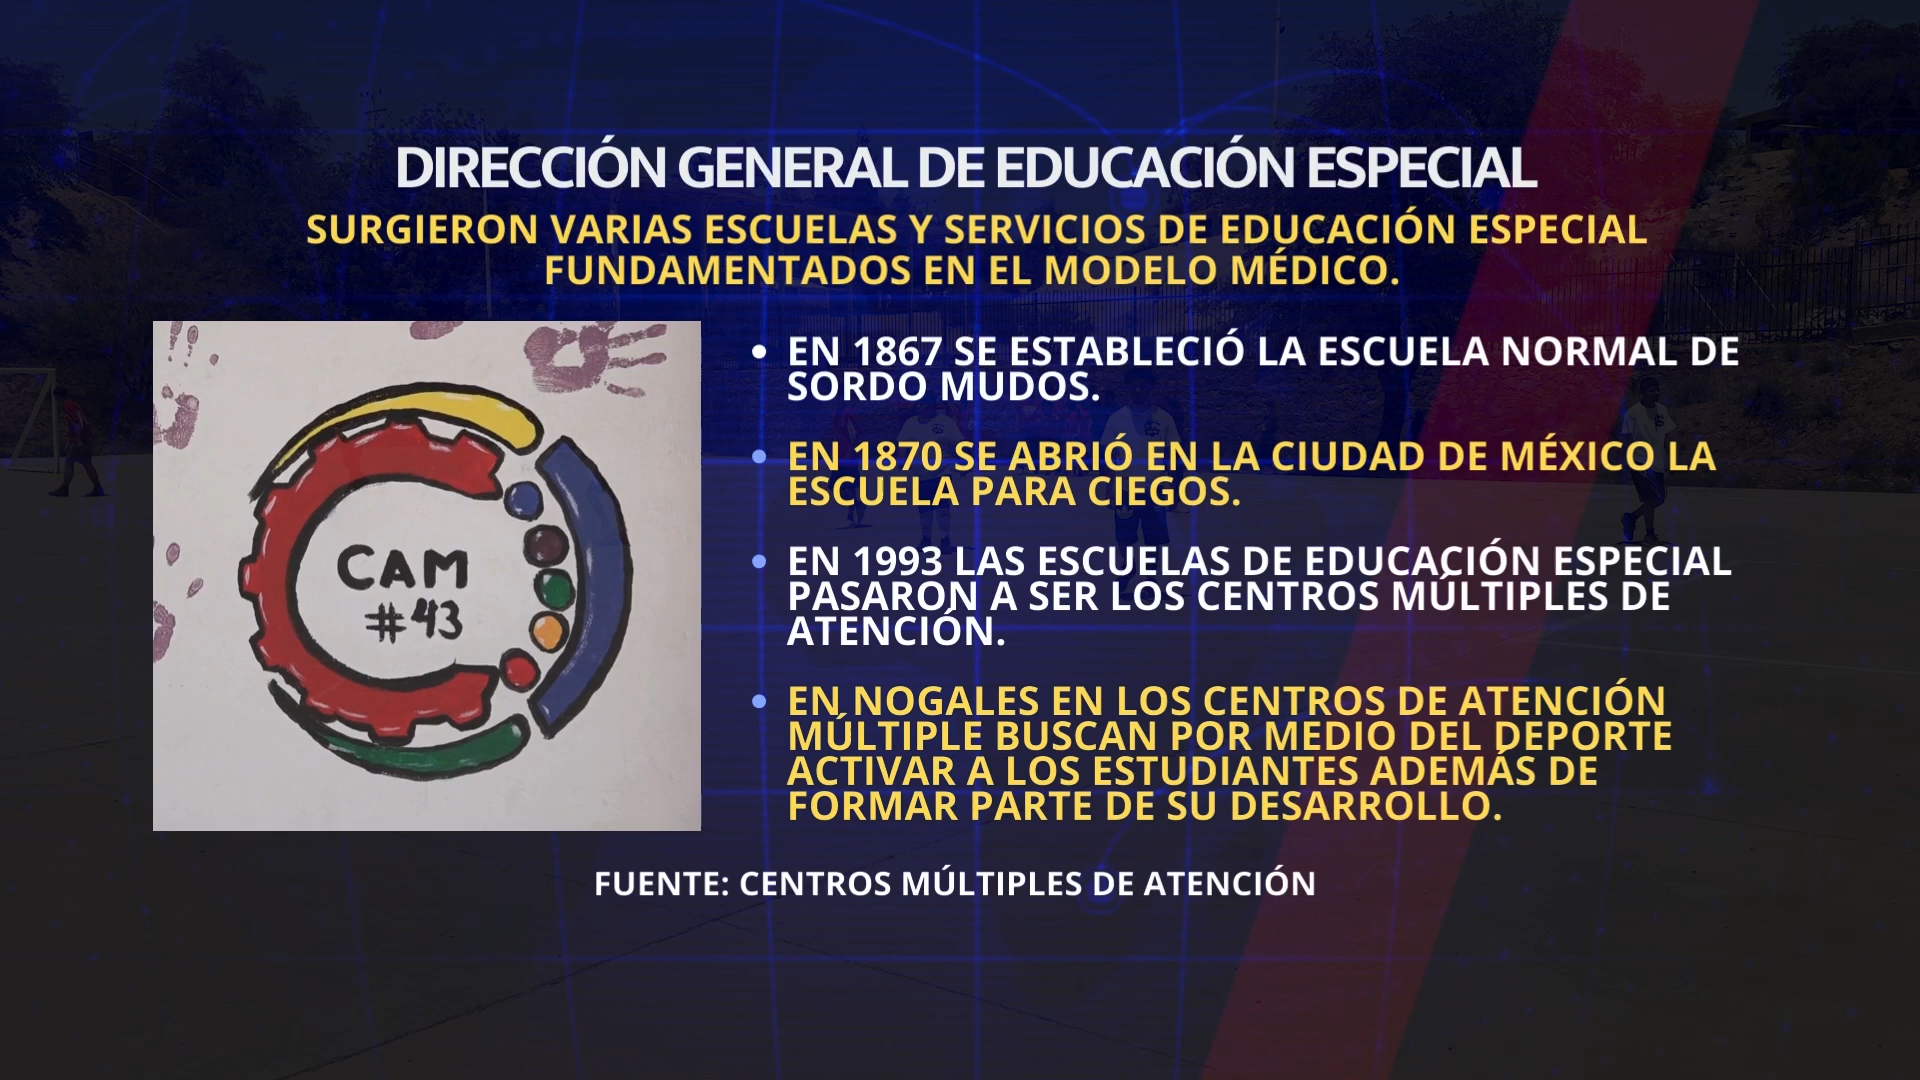 DIRECCIÓN GENERAL DE EDUCACIÓN ESPECIAL
SURGIERON VARIAS ESCUELAS Y SERVICIOS DE EDUCACIÓN ESPECIAL
FUNDAMENTADOS EN EL MODELO MÉDICO.
CAM
#43
• EN 1867 SE ESTABLECIÓ LA ESCUELA NORMAL DE
SORDO MUDOS.
• EN 1870 SE ABRIÓ EN LA CIUDAD DE MÉXICO LA
ESCUELA PARA CIEGOS.
• EN 1993 LAS ESCUELAS DE EDUCACIÓN ESPECIAL
PASARON A SER LOS CENTROS MÚLTIPLES DE
ATENCIÓN.
• EN NOGALES EN LOS CENTROS DE ATENCIÓN
MÚLTIPLE BUSCAN POR MEDIO DEL DEPORTE
ACTIVAR A LOS ESTUDIANTES ADEMÁS DE
FORMAR PARTE DE SU DESARROLLO.
FUENTE: CENTROS MÚLTIPLES DE ATENCIÓN